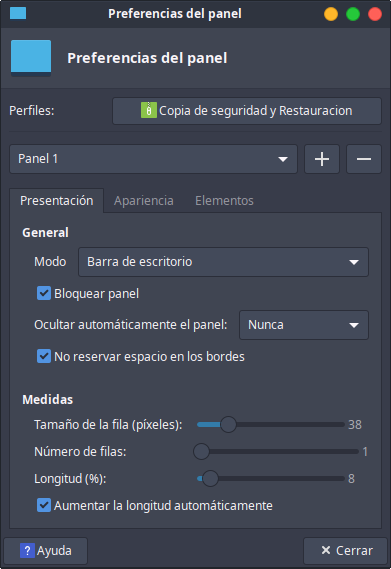 Preferencias del panel
Preferencias del panel
Perfiles: Copia de seguridad y Restauracion
Panel 1
Presentación Apariencia Elementos
General
Modo Barra de escritorio
Bloquear panel
Ocultar automáticamente el panel: Nunca
No reservar espacio en los bordes
Medidas
Tamaño de la fila (píxeles): 38
Número de filas: 1
Longitud (%): 8
Aumentar la longitud automáticamente
? Ayuda × Cerrar